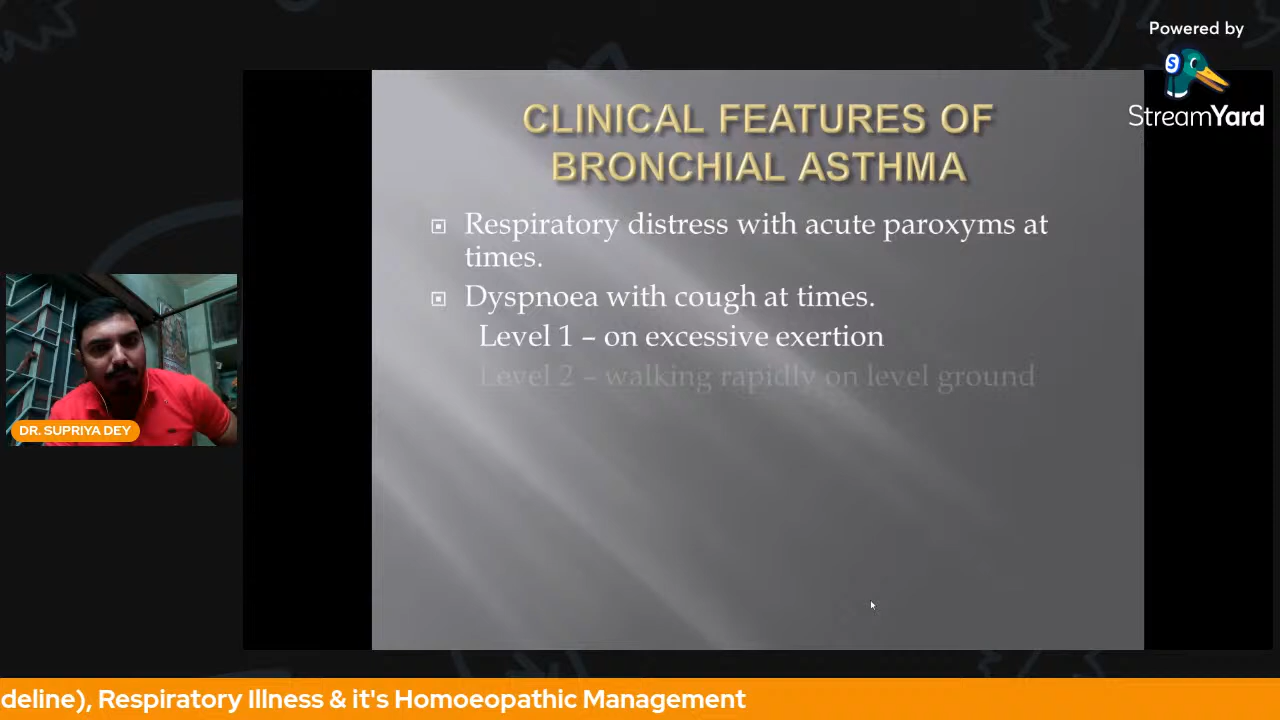 Powered by
StreamYard
CLINICAL FEATURES OF
BRONCHIAL ASTHMA
Respiratory distress with acute paroxyms at
times.
Dyspnoea with cough at times.
Level 1 – on excessive exertion
Level 2 – walking rapidly on level ground
DR. SUPRIYA DEY
deline), Respiratory Illness & it's Homoeopathic Management